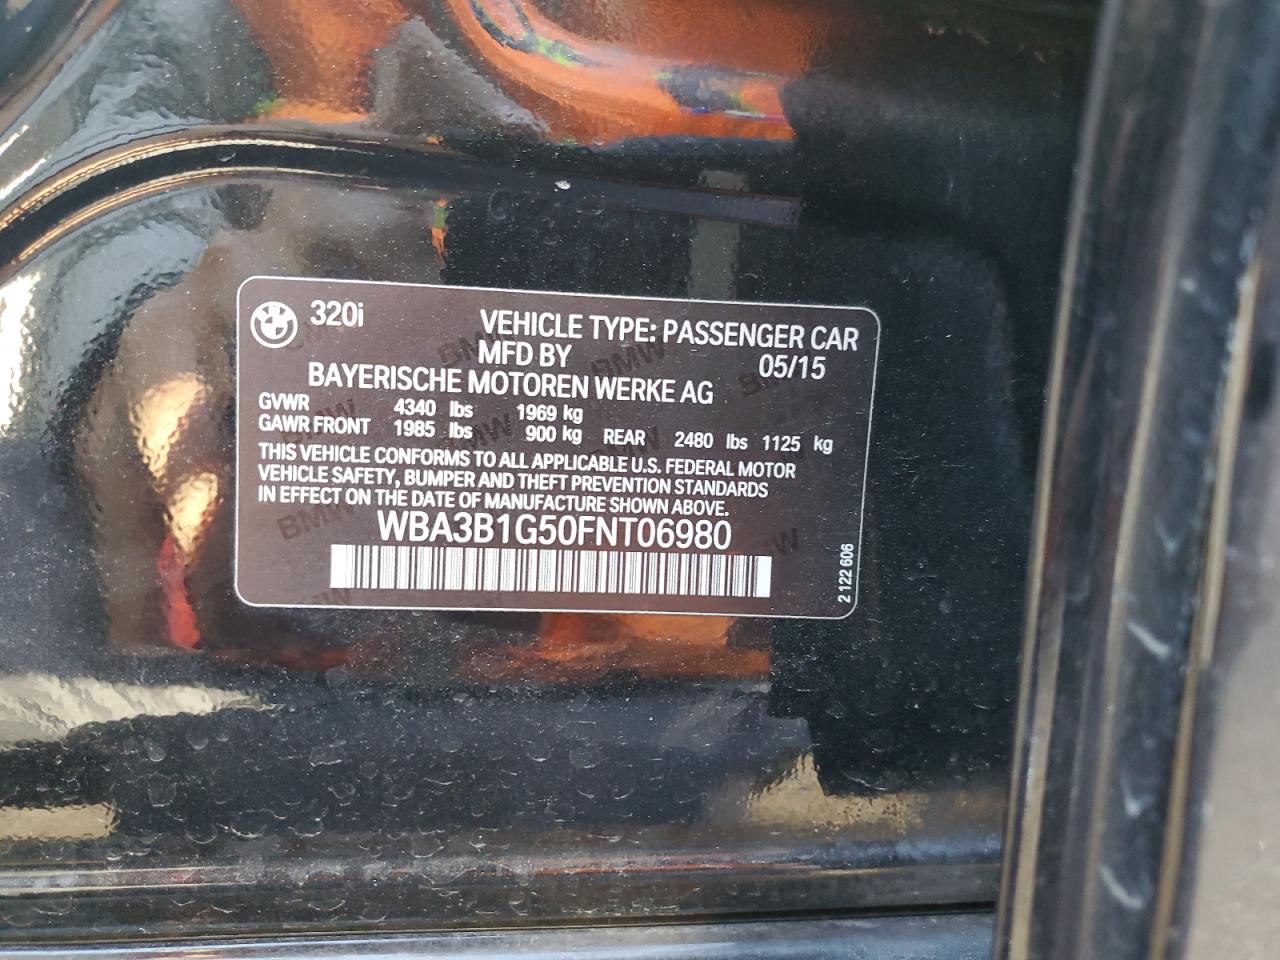 320i
VEHICLE TYPE: PASSENGER CAR
MFD BY 05/15
BAYERISCHE MOTOREN WERKE AG
GVWR 4340 lbs 1969 kg
GAWR FRONT 1985 lbs 900 kg REAR 2480 lbs 1125 kg
THIS VEHICLE CONFORMS TO ALL APPLICABLE U.S. FEDERAL MOTOR
VEHICLE SAFETY, BUMPER AND THEFT PREVENTION STANDARDS
IN EFFECT ON THE DATE OF MANUFACTURE SHOWN ABOVE.
WBA3B1G50FNT06980
2 122 606